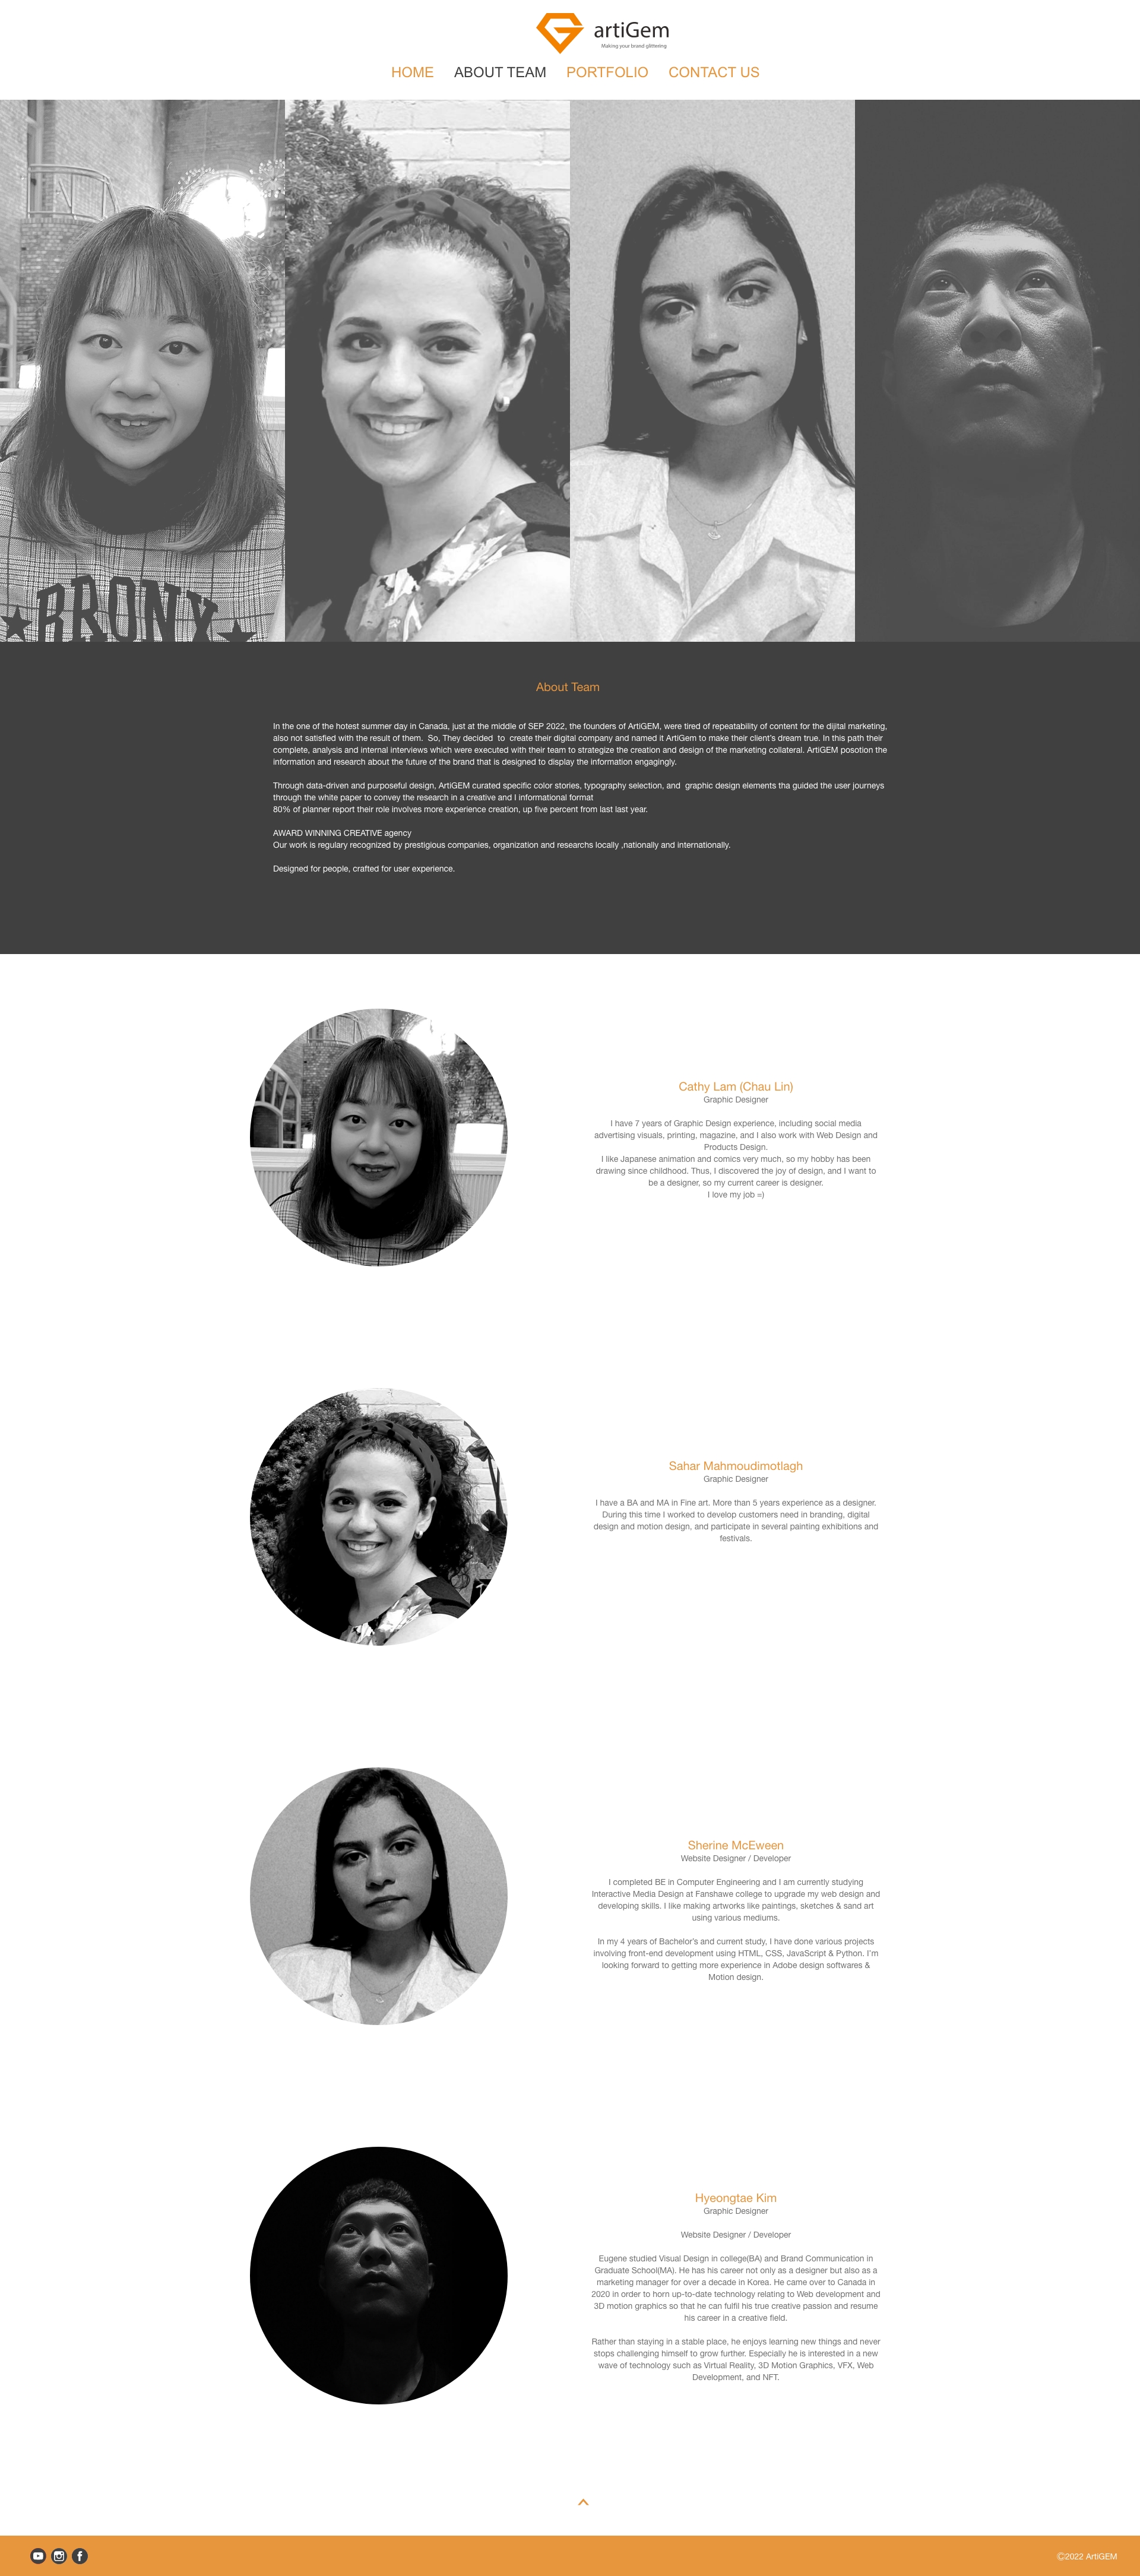 artiGem
Making your brand glittering
HOME ABOUT TEAM PORTFOLIO CONTACT US
BRONX
About Team
In the one of the hotest summer day in Canada, just at the middle of SEP 2022, the founders of ArtiGEM, were tired of repeatability of content for the dijital marketing,
also not satisfied with the result of them. So, They decided to create their digital company and named it ArtiGem to make their client's dream true. In this path their
complete, analysis and internal interviews which were executed with their team to strategize the creation and design of the marketing collateral. ArtiGEM posotion the
information and research about the future of the brand that is designed to display the information engagingly.
Through data-driven and purposeful design, ArtiGEM curated specific color stories, typography selection, and graphic design elements tha guided the user journeys
through the white paper to convey the research in a creative and I informational format
80% of planner report their role involves more experience creation, up five percent from last last year.
AWARD WINNING CREATIVE agency
Our work is regulary recognized by prestigious companies, organization and researchs locally ,nationally and internationally.
Designed for people, crafted for user experience.
Cathy Lam (Chau Lin)
Graphic Designer
I have 7 years of Graphic Design experience, including social media
advertising visuals, printing, magazine, and I also work with Web Design and
Products Design.
I like Japanese animation and comics very much, so my hobby has been
drawing since childhood. Thus, I discovered the joy of design, and I want to
be a designer, so my current career is designer.
I love my job =)
Sahar Mahmoudimotlagh
Graphic Designer
I have a BA and MA in Fine art. More than 5 years experience as a designer.
During this time I worked to develop customers need in branding, digital
design and motion design, and participate in several painting exhibitions and
festivals.
Sherine McEween
Website Designer / Developer
I completed BE in Computer Engineering and I am currently studying
Interactive Media Design at Fanshawe college to upgrade my web design and
developing skills. I like making artworks like paintings, sketches & sand art
using various mediums.
In my 4 years of Bachelor's and current study, I have done various projects
involving front-end development using HTML, CSS, JavaScript & Python. I'm
looking forward to getting more experience in Adobe design softwares &
Motion design.
Hyeongtae Kim
Graphic Designer
Website Designer / Developer
Eugene studied Visual Design in college(BA) and Brand Communication in
Graduate School(MA). He has his career not only as a designer but also as a
marketing manager for over a decade in Korea. He came over to Canada in
2020 in order to horn up-to-date technology relating to Web development and
3D motion graphics so that he can fulfil his true creative passion and resume
his career in a creative field.
Rather than staying in a stable place, he enjoys learning new things and never
stops challenging himself to grow further. Especially he is interested in a new
wave of technology such as Virtual Reality, 3D Motion Graphics, VFX, Web
Development, and NFT.
©2022 ArtiGEM